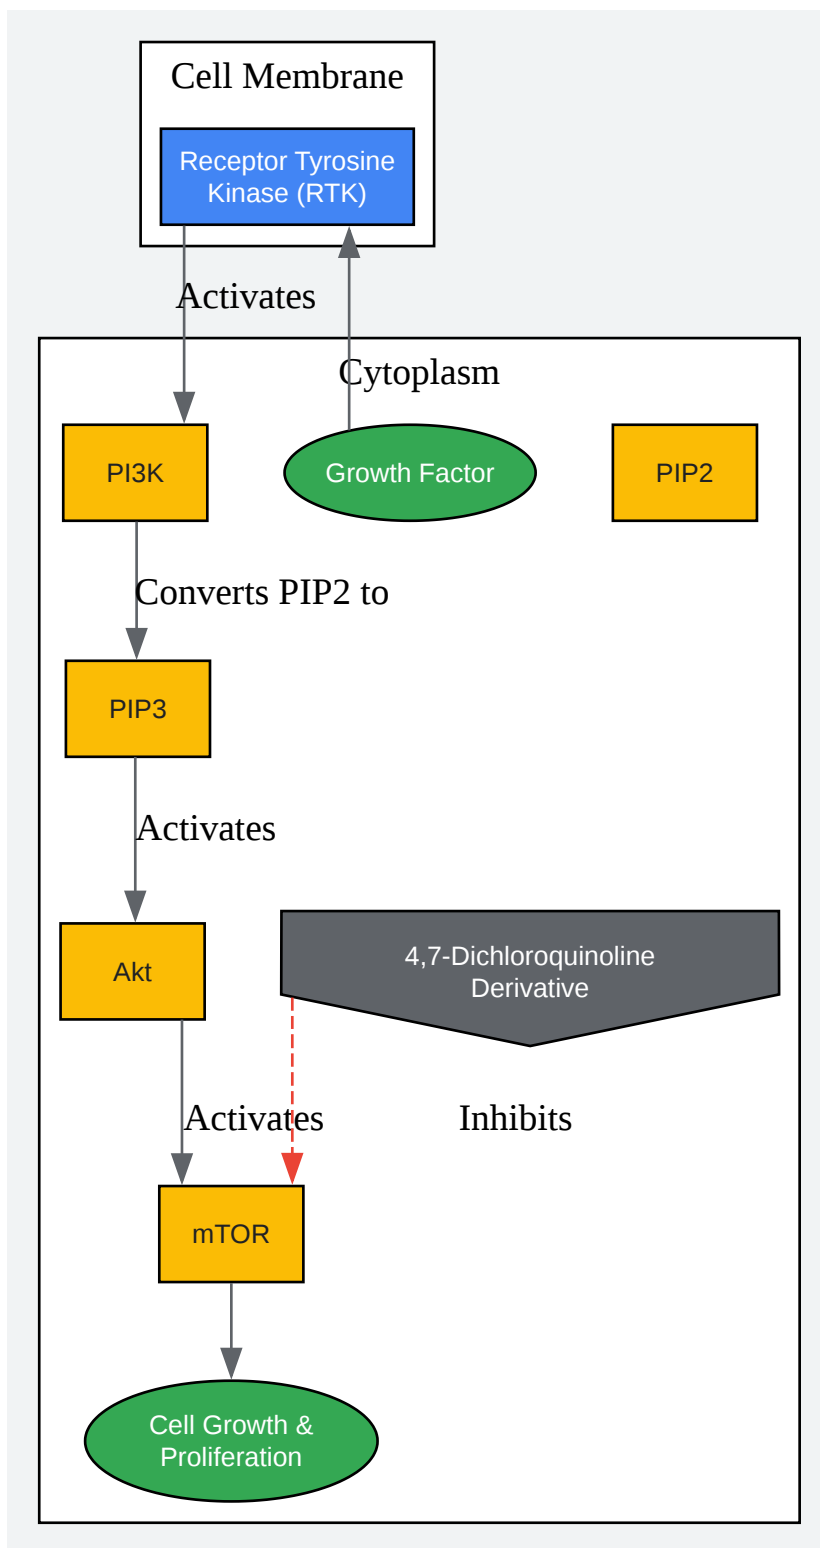 Cell Membrane
Receptor Tyrosine
Kinase (RTK)
Activates
Cytoplasm
PI3K
Growth Factor
PIP2
Converts PIP2 to
PIP3
Activates
Akt
4,7-Dichloroquinoline
Derivative
Activates
Inhibits
mTOR
Cell Growth &
Proliferation